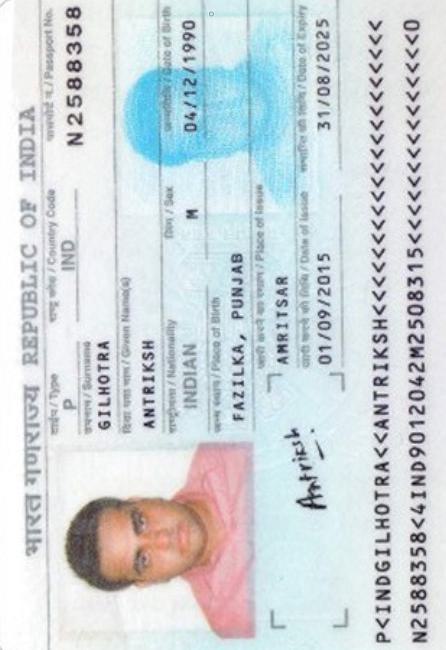 भारत गणराज्य REPUBLIC OF INDIA
टाईप / Type
P
राष्ट्र कोड / Country Code
IND
पासपोर्ट नं. / Passport No.
N2588358
उपनाम / Surname
GILHOTRA
दिया गया नाम / Given Name(s)
ANTRIKSH
राष्ट्रीयता / Nationality
INDIAN
लिंग / Sex
M
जन्मतिथि / Date of Birth
04/12/1990
जन्म स्थान / Place of Birth
FAZILKA, PUNJAB
जारी करने का स्थान / Place of Issue
AMRITSAR
जारी करने की तिथि / Date of Issue
01/09/2015
समाप्ति की तिथि / Date of Expiry
31/08/2025
Antriksh
P<INDGILHOTRA<<ANTRIKSH<<<<<<<<<<<<<<<<<<<<<
N2588358<4IND9012042M2508315<<<<<<<<<<<<<<<0